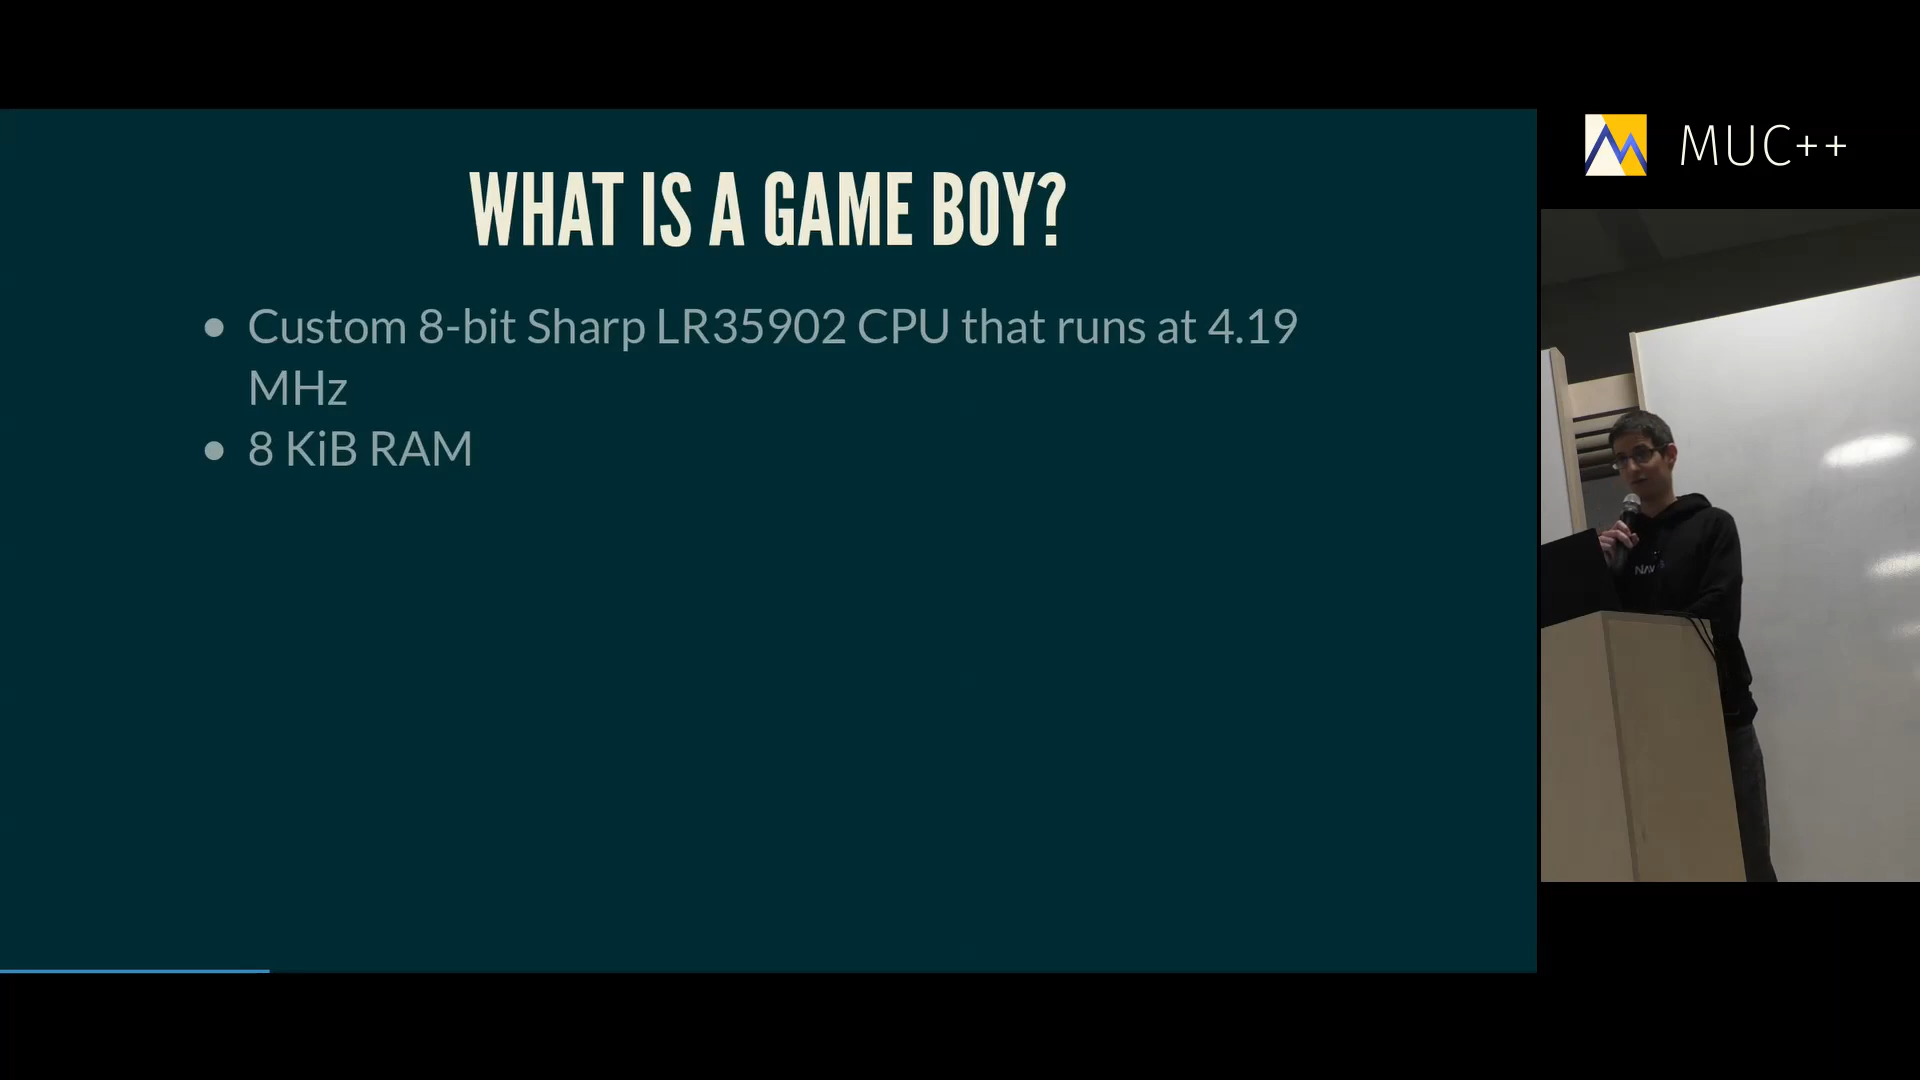 WHAT IS A GAME BOY?
● Custom 8-bit Sharp LR35902 CPU that runs at 4.19
MHz
● 8 KiB RAM
MUC++